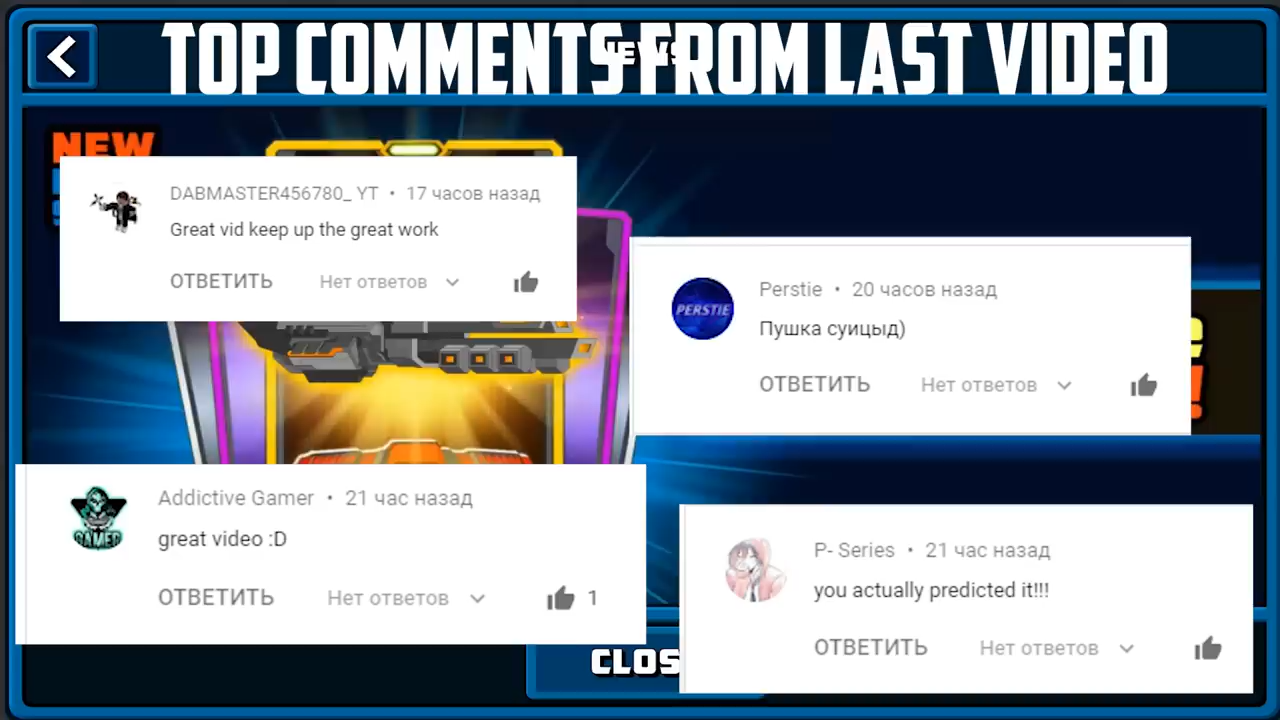 TOP COMMENTS FROM LAST VIDEO
NEW
DABMASTER456780_ YT • 17 часов назад
Great vid keep up the great work
ОТВЕТИТЬ Нет ответов
PERSTIE
Perstie • 20 часов назад
Пушка суицыд)
ОТВЕТИТЬ Нет ответов
GAMER
Addictive Gamer • 21 час назад
great video :D
ОТВЕТИТЬ Нет ответов 1
P- Series • 21 час назад
you actually predicted it!!!
ОТВЕТИТЬ Нет ответов
CLOS